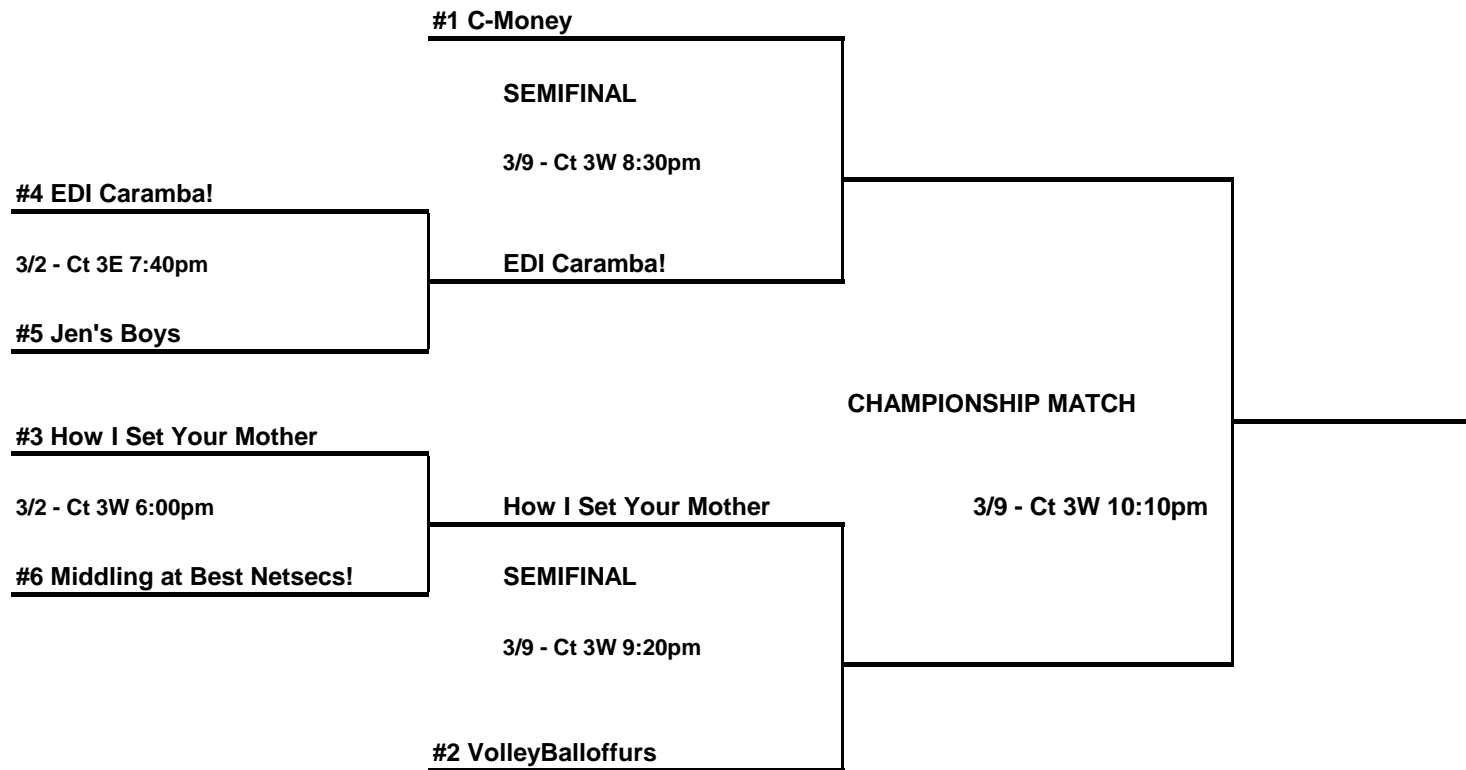 #1 C-Money
SEMIFINAL
3/9 - Ct 3W 8:30pm
#4 EDI Caramba!
3/2 - Ct 3E 7:40pm
EDI Caramba!
#5 Jen's Boys
CHAMPIONSHIP MATCH
#3 How I Set Your Mother
3/2 - Ct 3W 6:00pm
How I Set Your Mother
3/9 - Ct 3W 10:10pm
#6 Middling at Best Netsecs!
SEMIFINAL
3/9 - Ct 3W 9:20pm
#2 VolleyBalloffurs